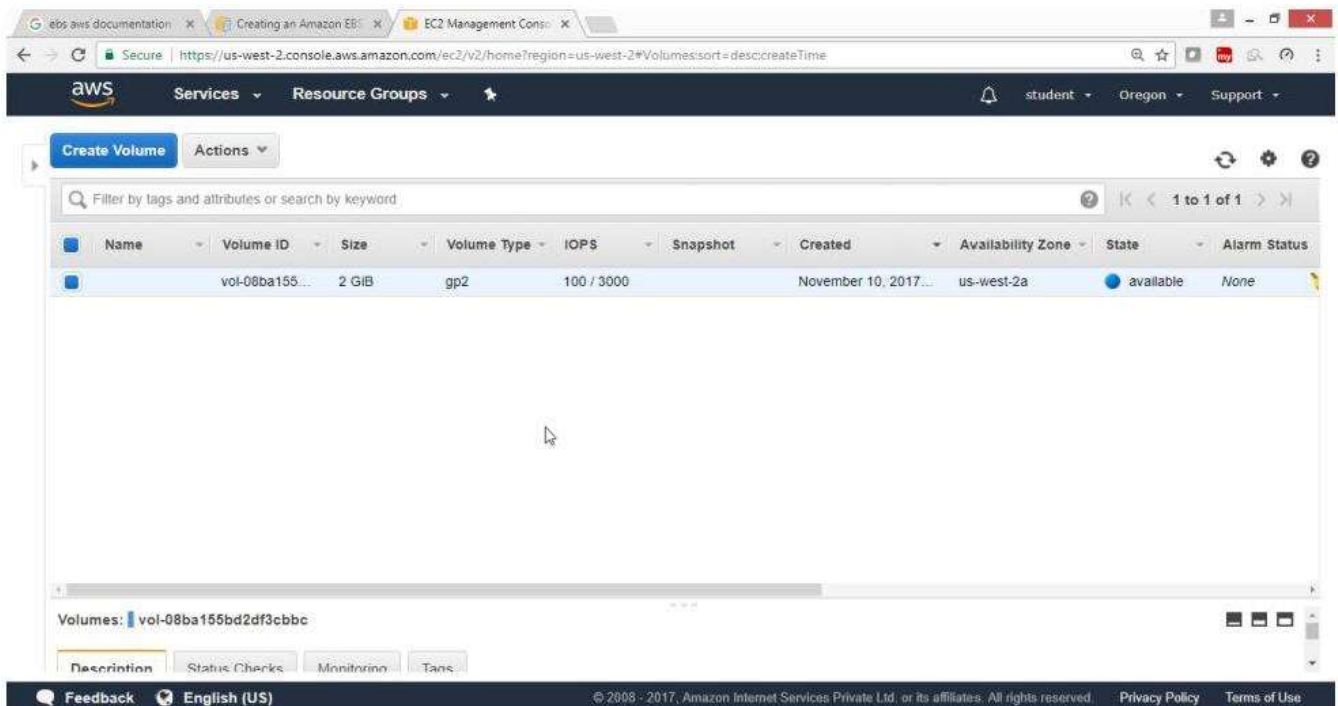 ebs aws documentation
Creating an Amazon EBS
EC2 Management Conso
Secure https://us-west-2.console.aws.amazon.com/ec2/v2/home?region=us-west-2#Volumes:sort=desc:createTime
my
aws Services Resource Groups student Oregon Support
Create Volume Actions
Filter by tags and attributes or search by keyword 1 to 1 of 1
Name Volume ID Size Volume Type IOPS Snapshot Created Availability Zone State Alarm Status
vol-08ba155... 2 GiB gp2 100 / 3000 November 10, 2017... us-west-2a available None
Volumes: vol-08ba155bd2df3cbbc
Description Status Checks Monitoring Tags
Feedback English (US) © 2008 - 2017, Amazon Internet Services Private Ltd. or its affiliates. All rights reserved. Privacy Policy Terms of Use